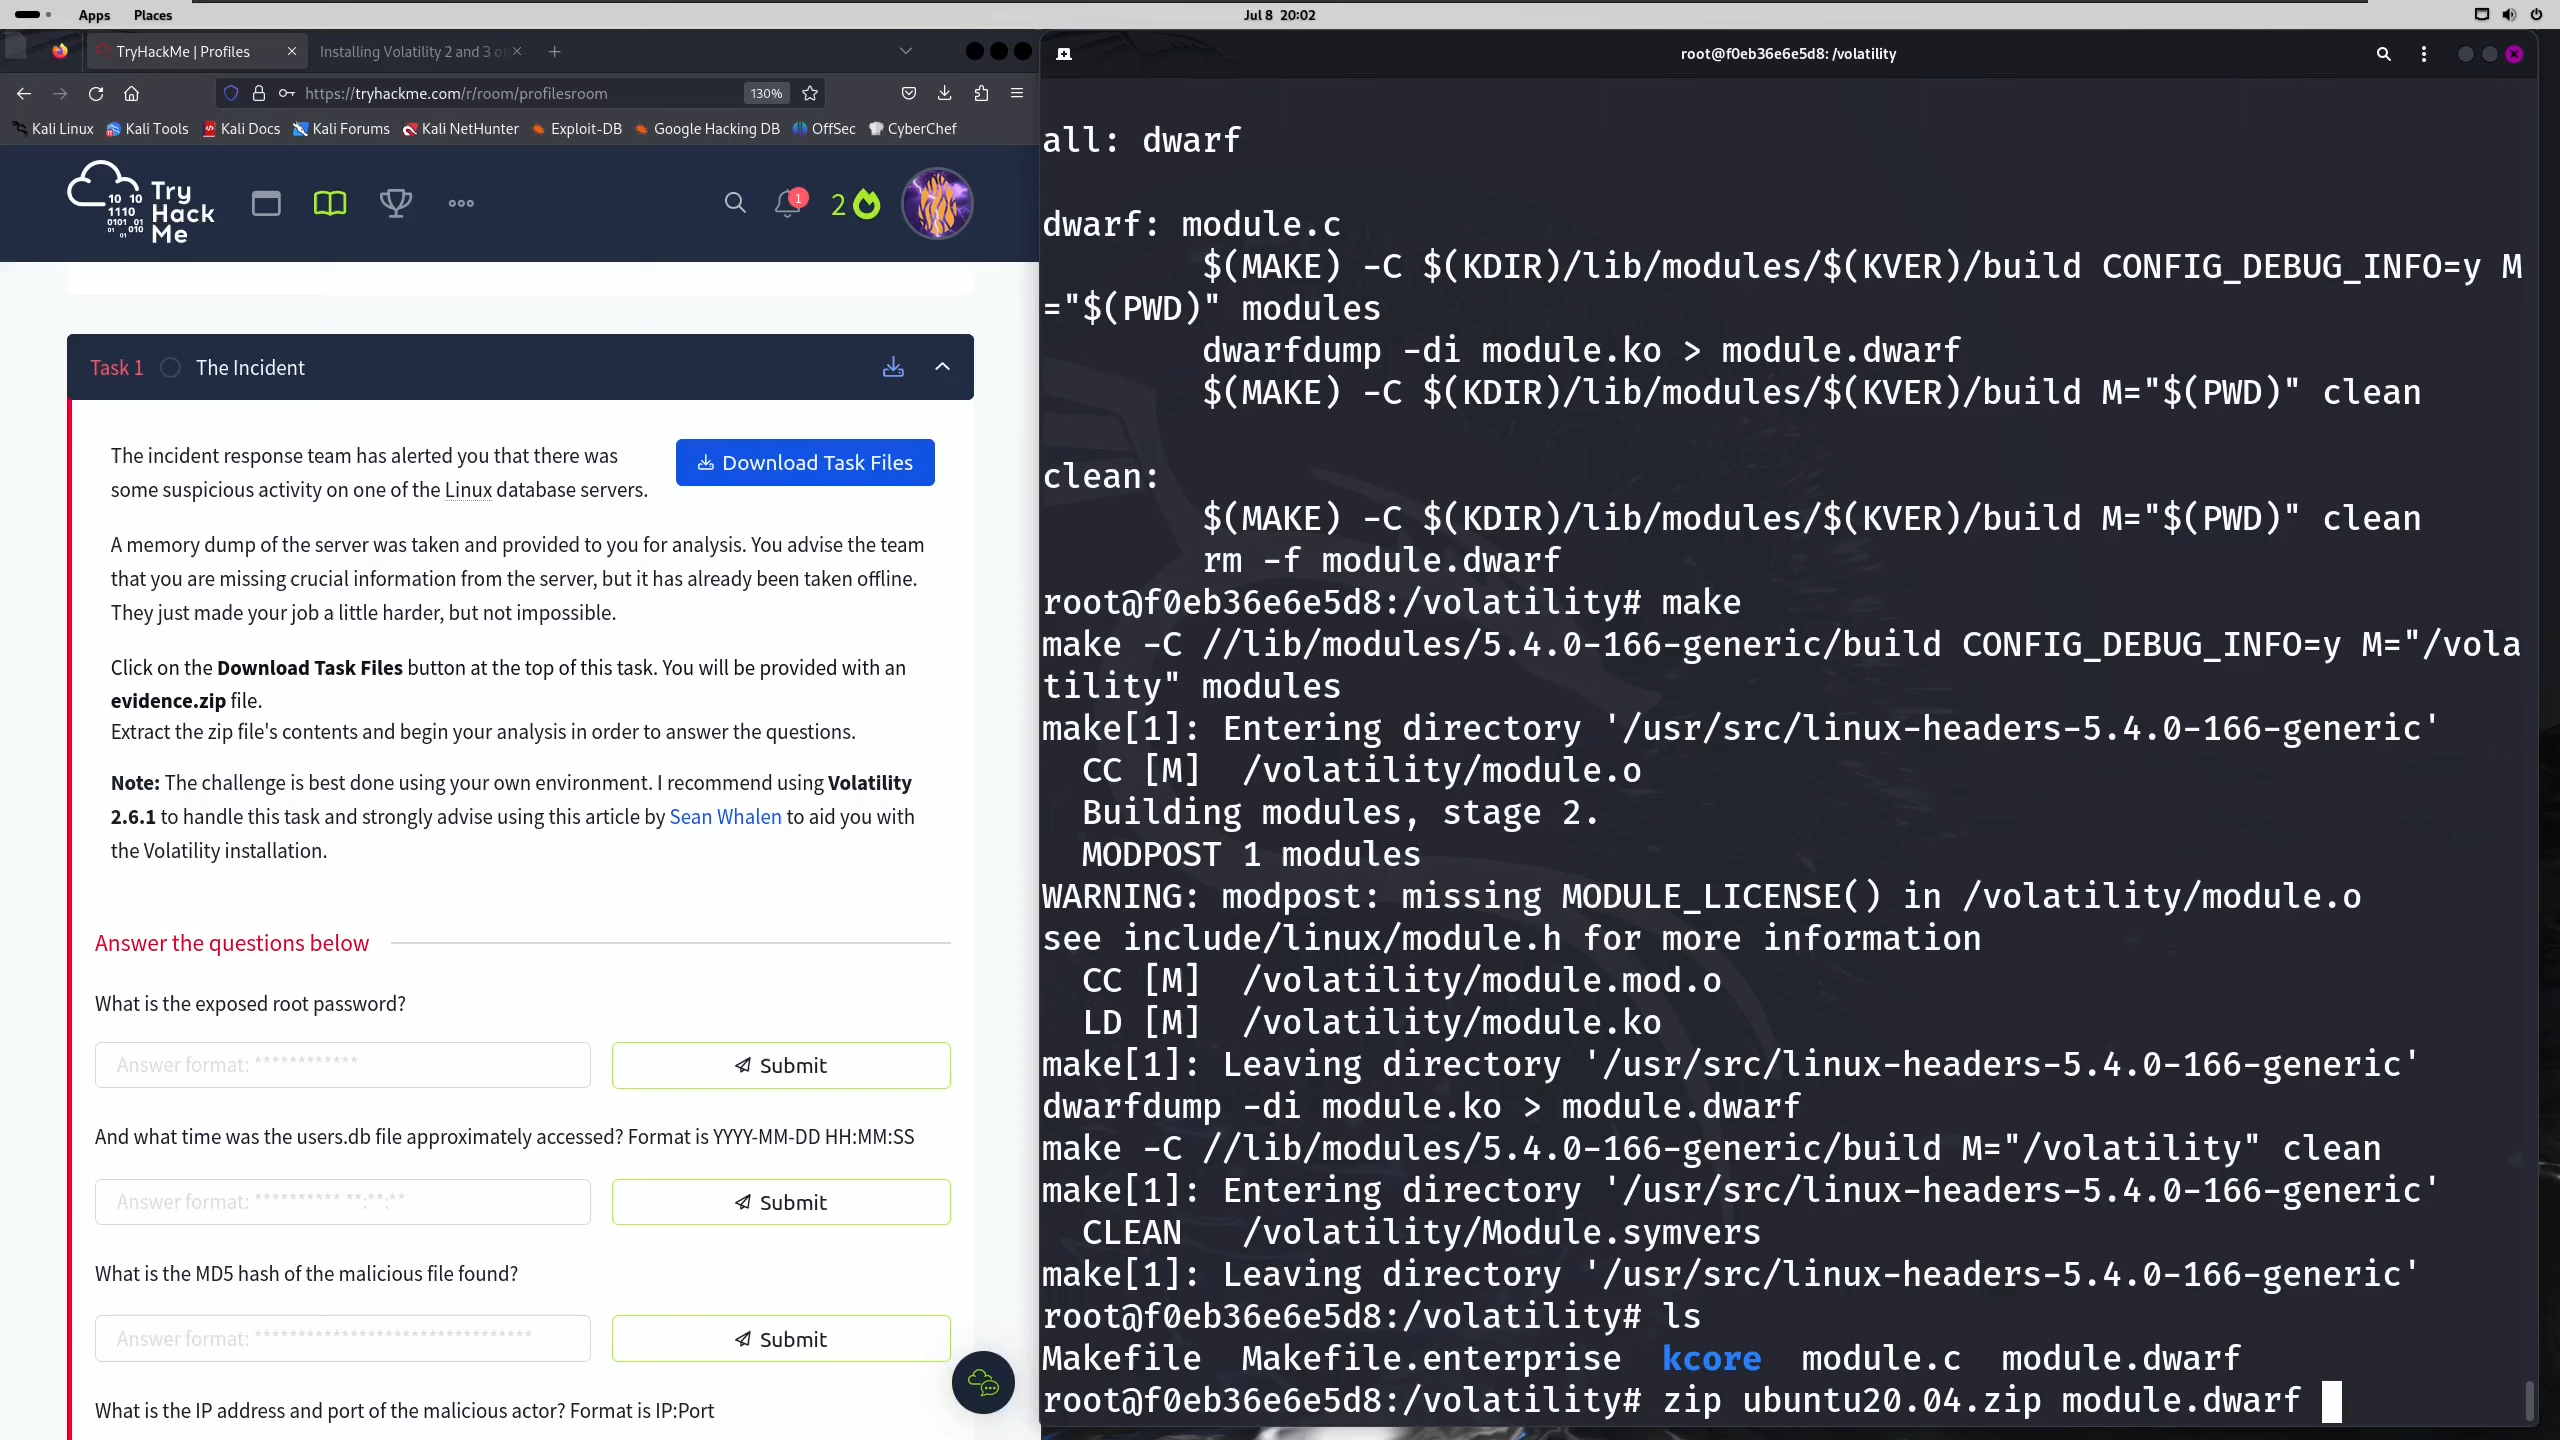 Apps Places
Jul 8 20:02
TryHackMe | Profiles
Installing Volatility 2 and 3 o
https://tryhackme.com/r/room/profilesroom
130%
Kali Linux Kali Tools Kali Docs Kali Forums Kali NetHunter Exploit-DB Google Hacking DB OffSec CyberChef
10 10
1110
0101 01
01 010
01
Try
Hack
Me
1
2
Task 1 The Incident
The incident response team has alerted you that there was
some suspicious activity on one of the Linux database servers.
Download Task Files
A memory dump of the server was taken and provided to you for analysis. You advise the team
that you are missing crucial information from the server, but it has already been taken offline.
They just made your job a little harder, but not impossible.
Click on the Download Task Files button at the top of this task. You will be provided with an
evidence.zip file.
Extract the zip file's contents and begin your analysis in order to answer the questions.
Note: The challenge is best done using your own environment. I recommend using Volatility
2.6.1 to handle this task and strongly advise using this article by Sean Whalen to aid you with
the Volatility installation.
Answer the questions below
What is the exposed root password?
Answer format: ************
Submit
And what time was the users.db file approximately accessed? Format is YYYY-MM-DD HH:MM:SS
Answer format: ********** **:**:**
Submit
What is the MD5 hash of the malicious file found?
Answer format: ********************************
Submit
What is the IP address and port of the malicious actor? Format is IP:Port
root@f0eb36e6e5d8: /volatility
all: dwarf
dwarf: module.c
$(MAKE) -C $(KDIR)/lib/modules/$(KVER)/build CONFIG_DEBUG_INFO=y M
="$(PWD)" modules
dwarfdump -di module.ko > module.dwarf
$(MAKE) -C $(KDIR)/lib/modules/$(KVER)/build M="$(PWD)" clean
clean:
$(MAKE) -C $(KDIR)/lib/modules/$(KVER)/build M="$(PWD)" clean
rm -f module.dwarf
root@f0eb36e6e5d8:/volatility# make
make -C //lib/modules/5.4.0-166-generic/build CONFIG_DEBUG_INFO=y M="/vola
tility" modules
make[1]: Entering directory '/usr/src/linux-headers-5.4.0-166-generic'
CC [M]  /volatility/module.o
Building modules, stage 2.
MODPOST 1 modules
WARNING: modpost: missing MODULE_LICENSE() in /volatility/module.o
see include/linux/module.h for more information
CC [M]  /volatility/module.mod.o
LD [M]  /volatility/module.ko
make[1]: Leaving directory '/usr/src/linux-headers-5.4.0-166-generic'
dwarfdump -di module.ko > module.dwarf
make -C //lib/modules/5.4.0-166-generic/build M="/volatility" clean
make[1]: Entering directory '/usr/src/linux-headers-5.4.0-166-generic'
CLEAN   /volatility/Module.symvers
make[1]: Leaving directory '/usr/src/linux-headers-5.4.0-166-generic'
root@f0eb36e6e5d8:/volatility# ls
Makefile  Makefile.enterprise  kcore  module.c  module.dwarf
root@f0eb36e6e5d8:/volatility# zip ubuntu20.04.zip module.dwarf